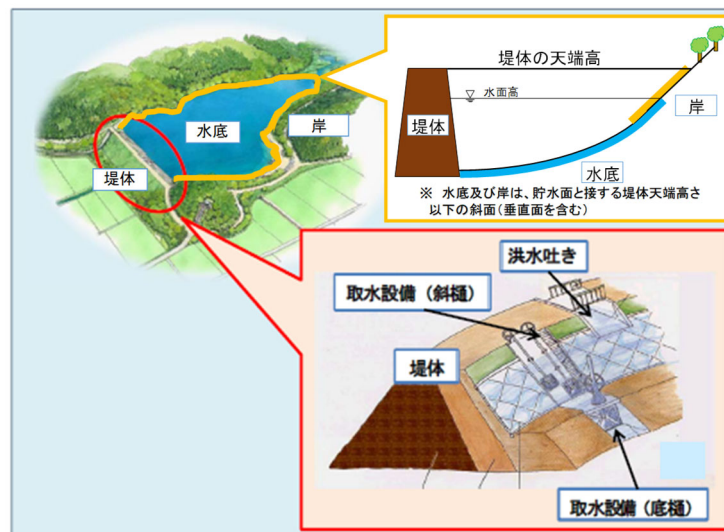 水底
岸
堤体
堤体の天端高
水面高
堤体
岸
水底
※ 水底及び岸は、貯水面と接する堤体天端高さ
以下の斜面(垂直面を含む)
洪水吐き
取水設備(斜樋)
堤体
取水設備(底樋)